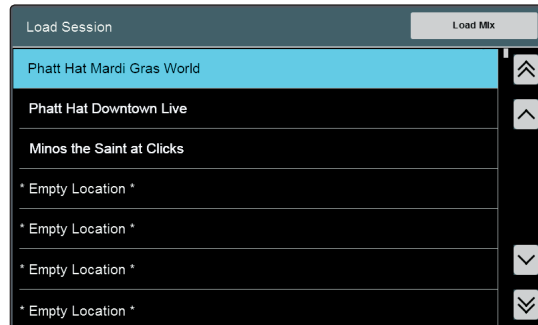 Load Session
Load Mix
Phatt Hat Mardi Gras World
Phatt Hat Downtown Live
Minos the Saint at Clicks
* Empty Location *
* Empty Location *
* Empty Location *
* Empty Location *